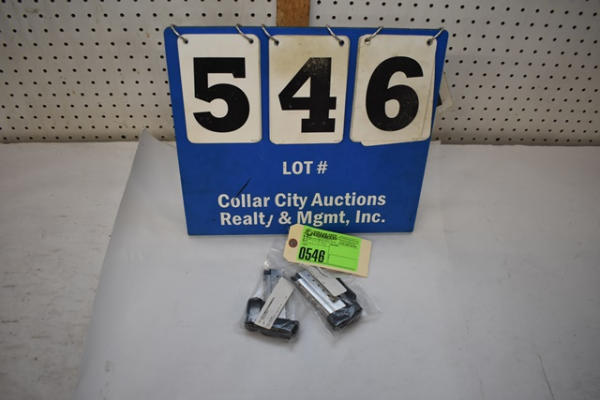 546
LOT #
Collar City Auctions
Realty & Mgmt, Inc.
0546